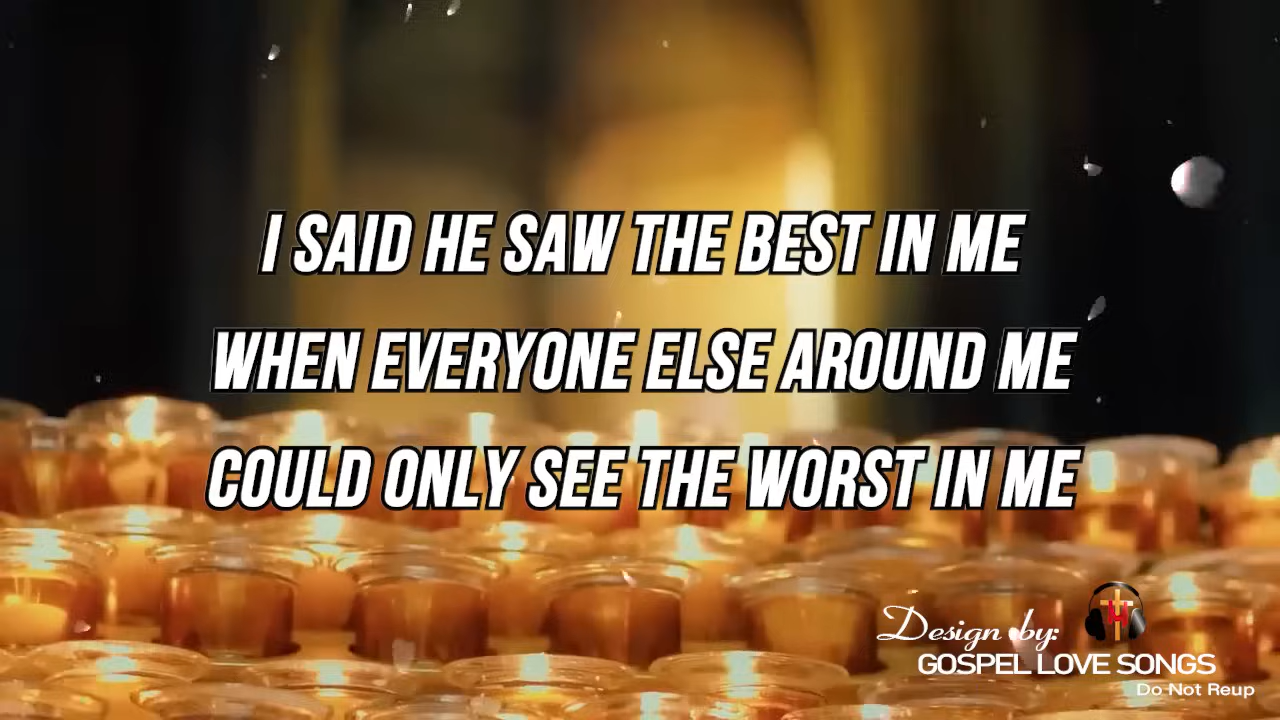 I SAID HE SAW THE BEST IN ME
WHEN EVERYONE ELSE AROUND ME
COULD ONLY SEE THE WORST IN ME
Design by:
GOSPEL LOVE SONGS
Do Not Reup